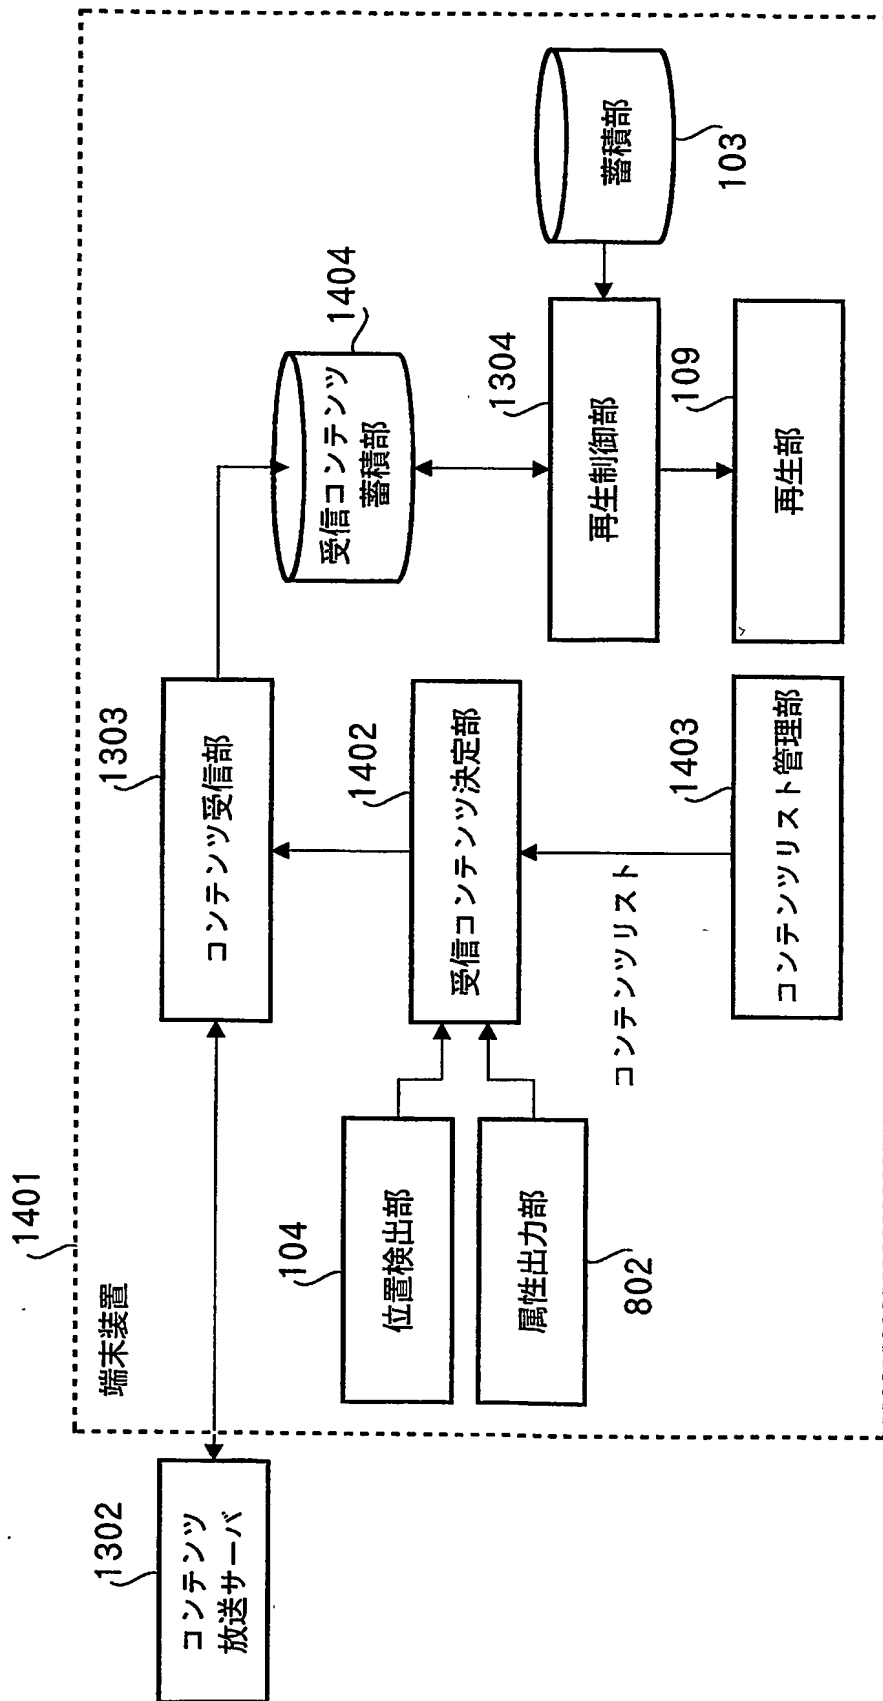 1401
端末装置
1302
コンテンツ
放送サーバ
1303
コンテンツ受信部
1404
受信コンテンツ
蓄積部
104
位置検出部
1402
受信コンテンツ決定部
802
属性出力部
コンテンツリスト
1304
再生制御部
蓄積部
103
1403
コンテンツリスト管理部
109
再生部